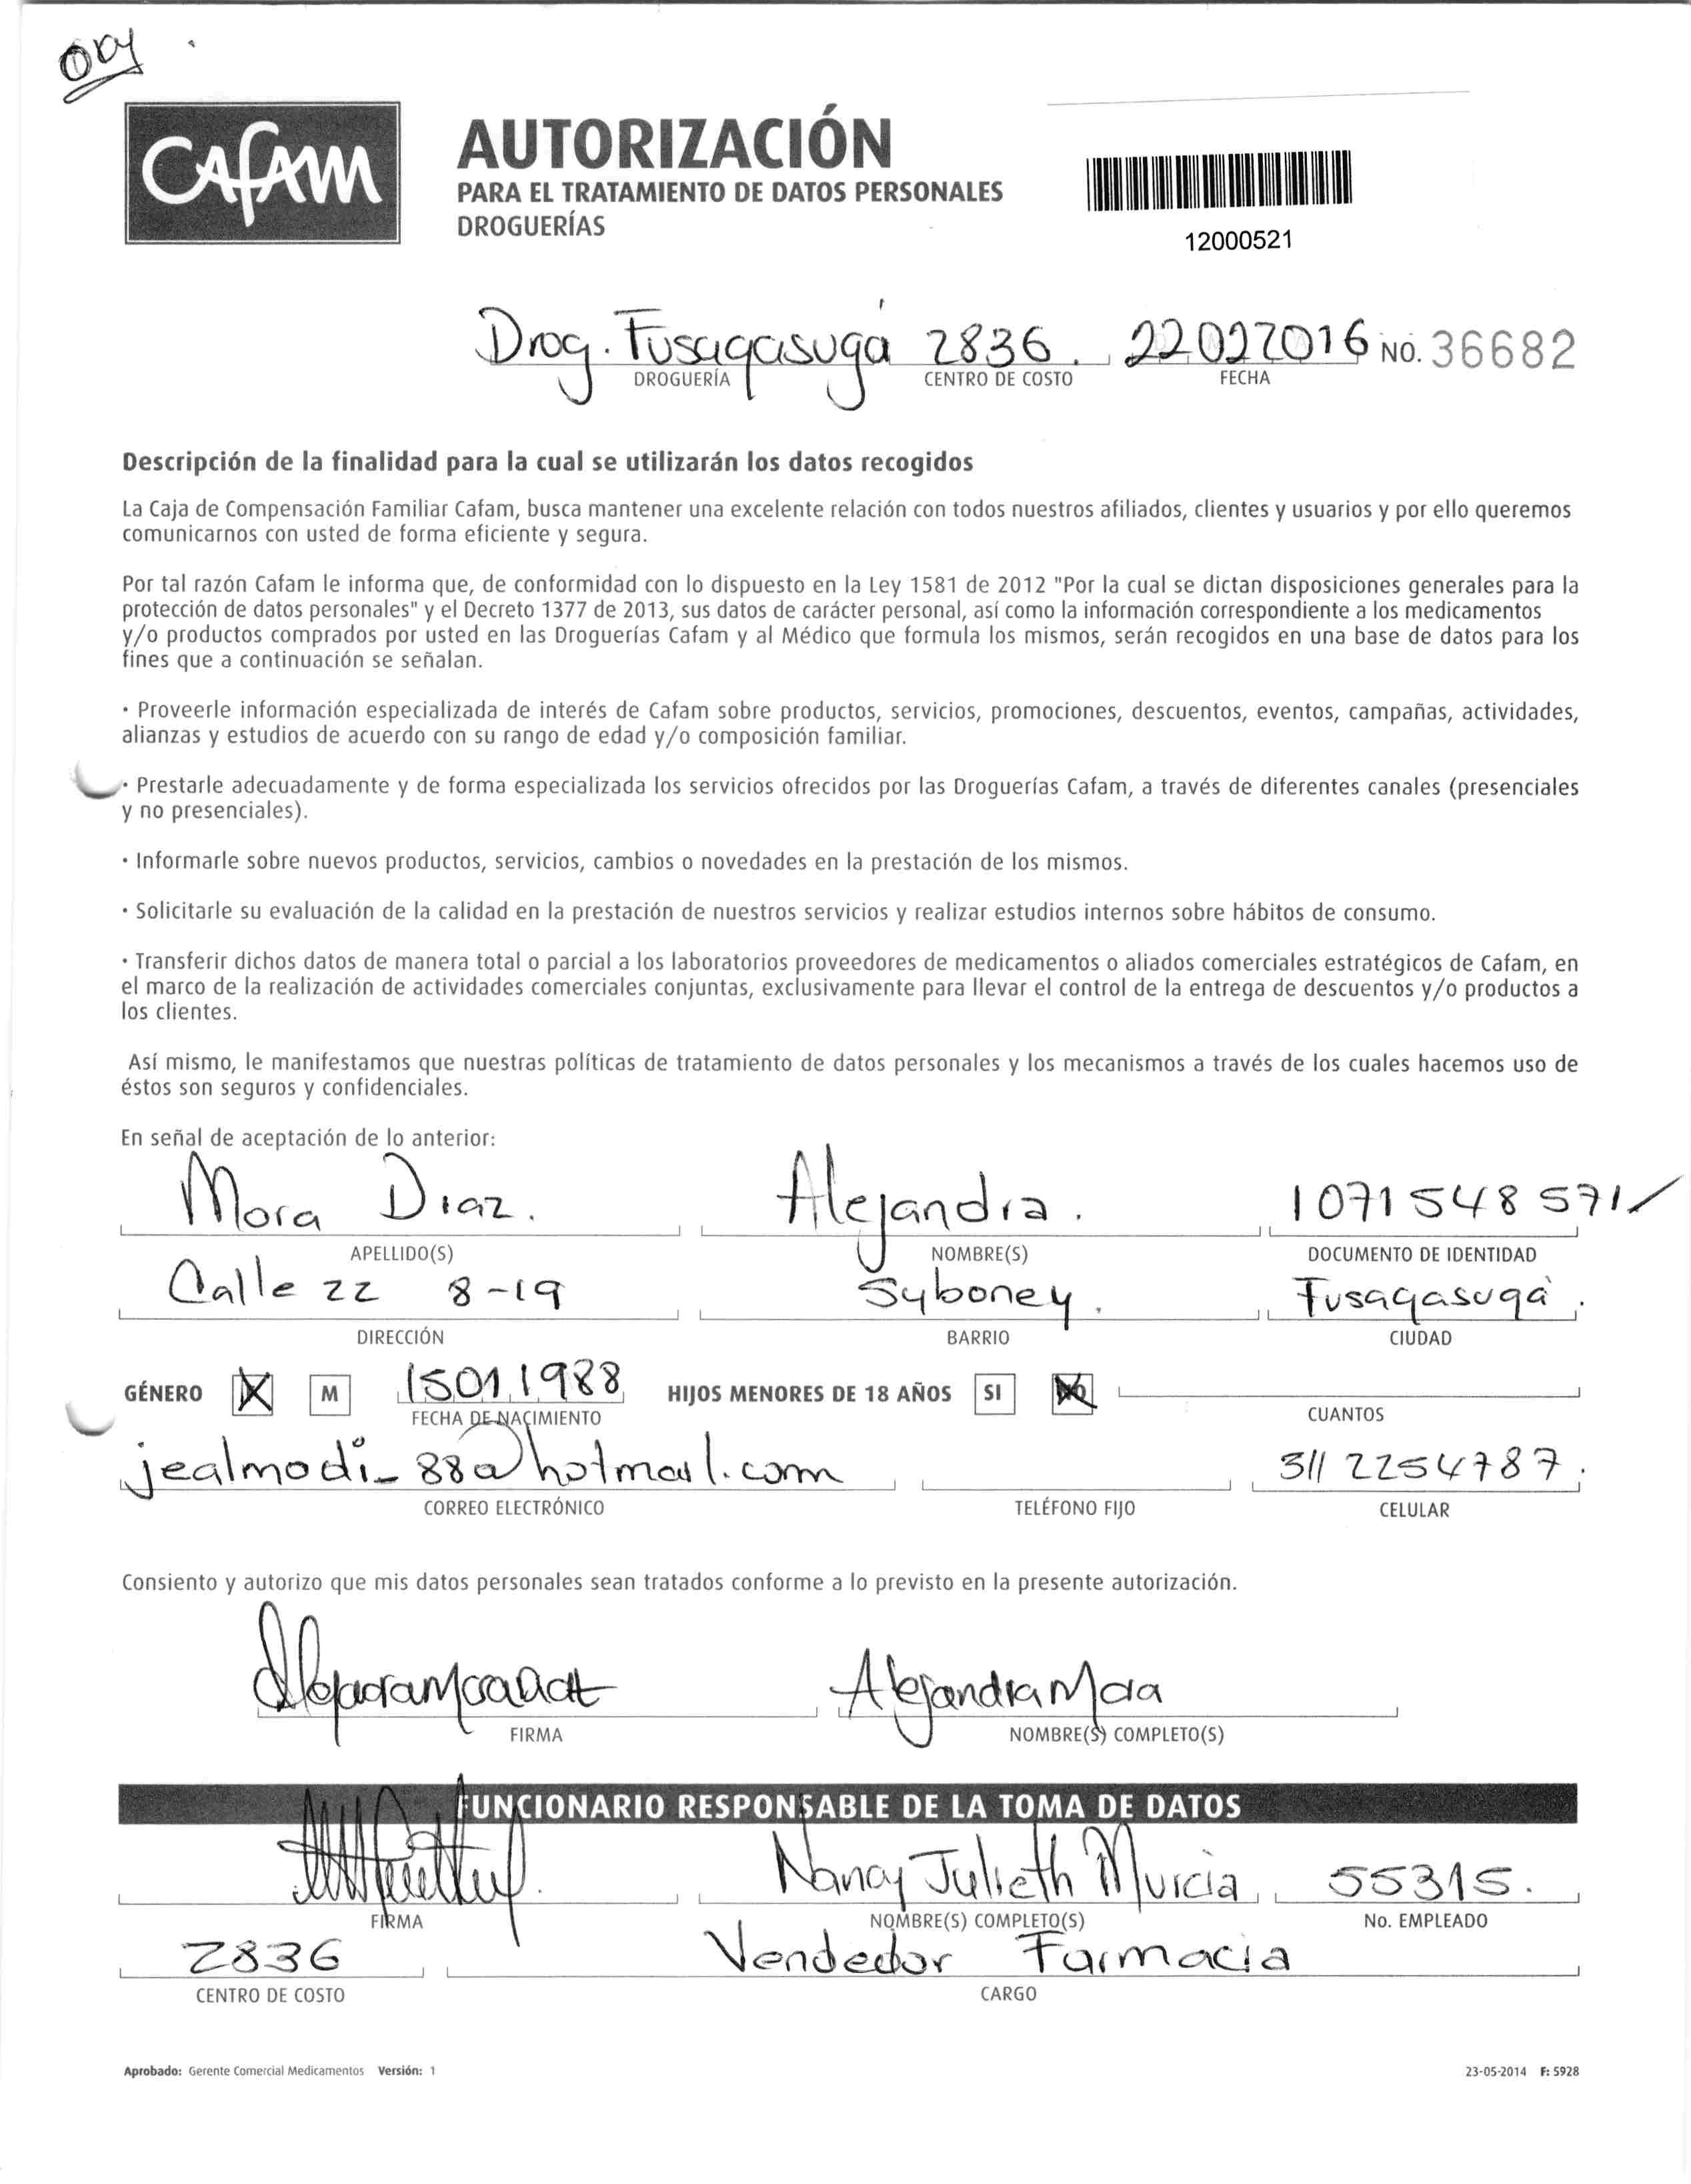 CAFAM
AUTORIZACIÓN
PARA EL TRATAMIENTO DE DATOS PERSONALES
DROGUERÍAS
12000521
Drog. Fusagasugá 2836. 22022016 NO. 36682
DROGUERÍA CENTRO DE COSTO FECHA
Descripción de la finalidad para la cual se utilizarán los datos recogidos
La Caja de Compensación Familiar Cafam, busca mantener una excelente relación con todos nuestros afiliados, clientes y usuarios y por ello queremos
comunicarnos con usted de forma eficiente y segura.
Por tal razón Cafam le informa que, de conformidad con lo dispuesto en la Ley 1581 de 2012 "Por la cual se dictan disposiciones generales para la
protección de datos personales" y el Decreto 1377 de 2013, sus datos de carácter personal, así como la información correspondiente a los medicamentos
y/o productos comprados por usted en las Droguerías Cafam y al Médico que formula los mismos, serán recogidos en una base de datos para los
fines que a continuación se señalan.
· Proveerle información especializada de interés de Cafam sobre productos, servicios, promociones, descuentos, eventos, campañas, actividades,
alianzas y estudios de acuerdo con su rango de edad y/o composición familiar.
· Prestarle adecuadamente y de forma especializada los servicios ofrecidos por las Droguerías Cafam, a través de diferentes canales (presenciales
y no presenciales).
· Informarle sobre nuevos productos, servicios, cambios o novedades en la prestación de los mismos.
· Solicitarle su evaluación de la calidad en la prestación de nuestros servicios y realizar estudios internos sobre hábitos de consumo.
· Transferir dichos datos de manera total o parcial a los laboratorios proveedores de medicamentos o aliados comerciales estratégicos de Cafam, en
el marco de la realización de actividades comerciales conjuntas, exclusivamente para llevar el control de la entrega de descuentos y/o productos a
los clientes.
Así mismo, le manifestamos que nuestras políticas de tratamiento de datos personales y los mecanismos a través de los cuales hacemos uso de
éstos son seguros y confidenciales.
En señal de aceptación de lo anterior:
Mora Diaz. Alejandra. 1071548571/
APELLIDO(S) NOMBRE(S) DOCUMENTO DE IDENTIDAD
Calle 22 8-19 Syboney. Fusagasugá.
DIRECCIÓN BARRIO CIUDAD
GÉNERO M 15011988 HIJOS MENORES DE 18 AÑOS SI NO
FECHA DE NACIMIENTO CUANTOS
jealmodi_88@hotmail.com 311 2254787.
CORREO ELECTRÓNICO TELÉFONO FIJO CELULAR
Consiento y autorizo que mis datos personales sean tratados conforme a lo previsto en la presente autorización.
Alejandra Mora
FIRMA NOMBRE(S) COMPLETO(S)
FUNCIONARIO RESPONSABLE DE LA TOMA DE DATOS
Nancy Julieth Murcia 55315.
FIRMA NOMBRE(S) COMPLETO(S) No. EMPLEADO
2836 Vendedor Farmacia
CENTRO DE COSTO CARGO
Aprobado: Gerente Comercial Medicamentos Versión: 1 23-05-2014 F: 5928